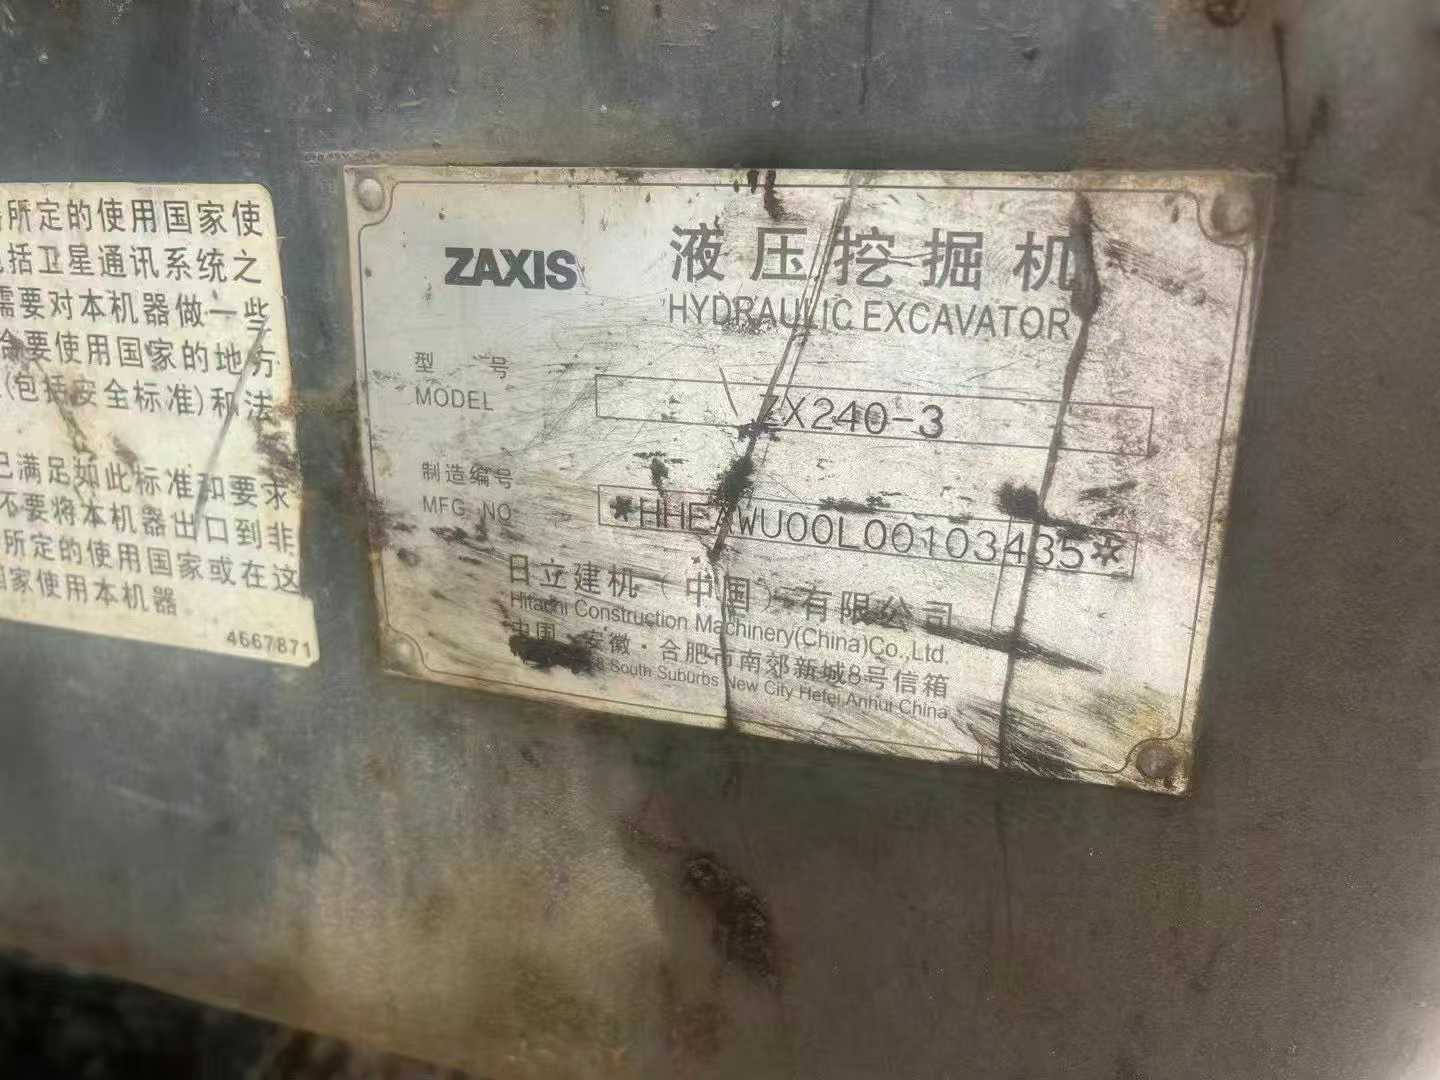 所定的使用国家使
括卫星通讯系统之
需要对本机器做一些
要使用国家的地方
(包括安全标准)和法
已满足如此标准和要求
不要将本机器出口到非
所定的使用国家或在这
国家使用本机器
4667871
ZAXIS
液压挖掘机
HYDRAULIC EXCAVATOR
型号
MODEL
ZX240-3
制造编号
MFG NO
*HHEAWU00L00103435*
日立建机(中国)有限公司
Hitachi Construction Machinery(China)Co.,Ltd.
中国·安徽·合肥市南郊新城8号信箱
South Suburbs New City Hefei,Anhui China